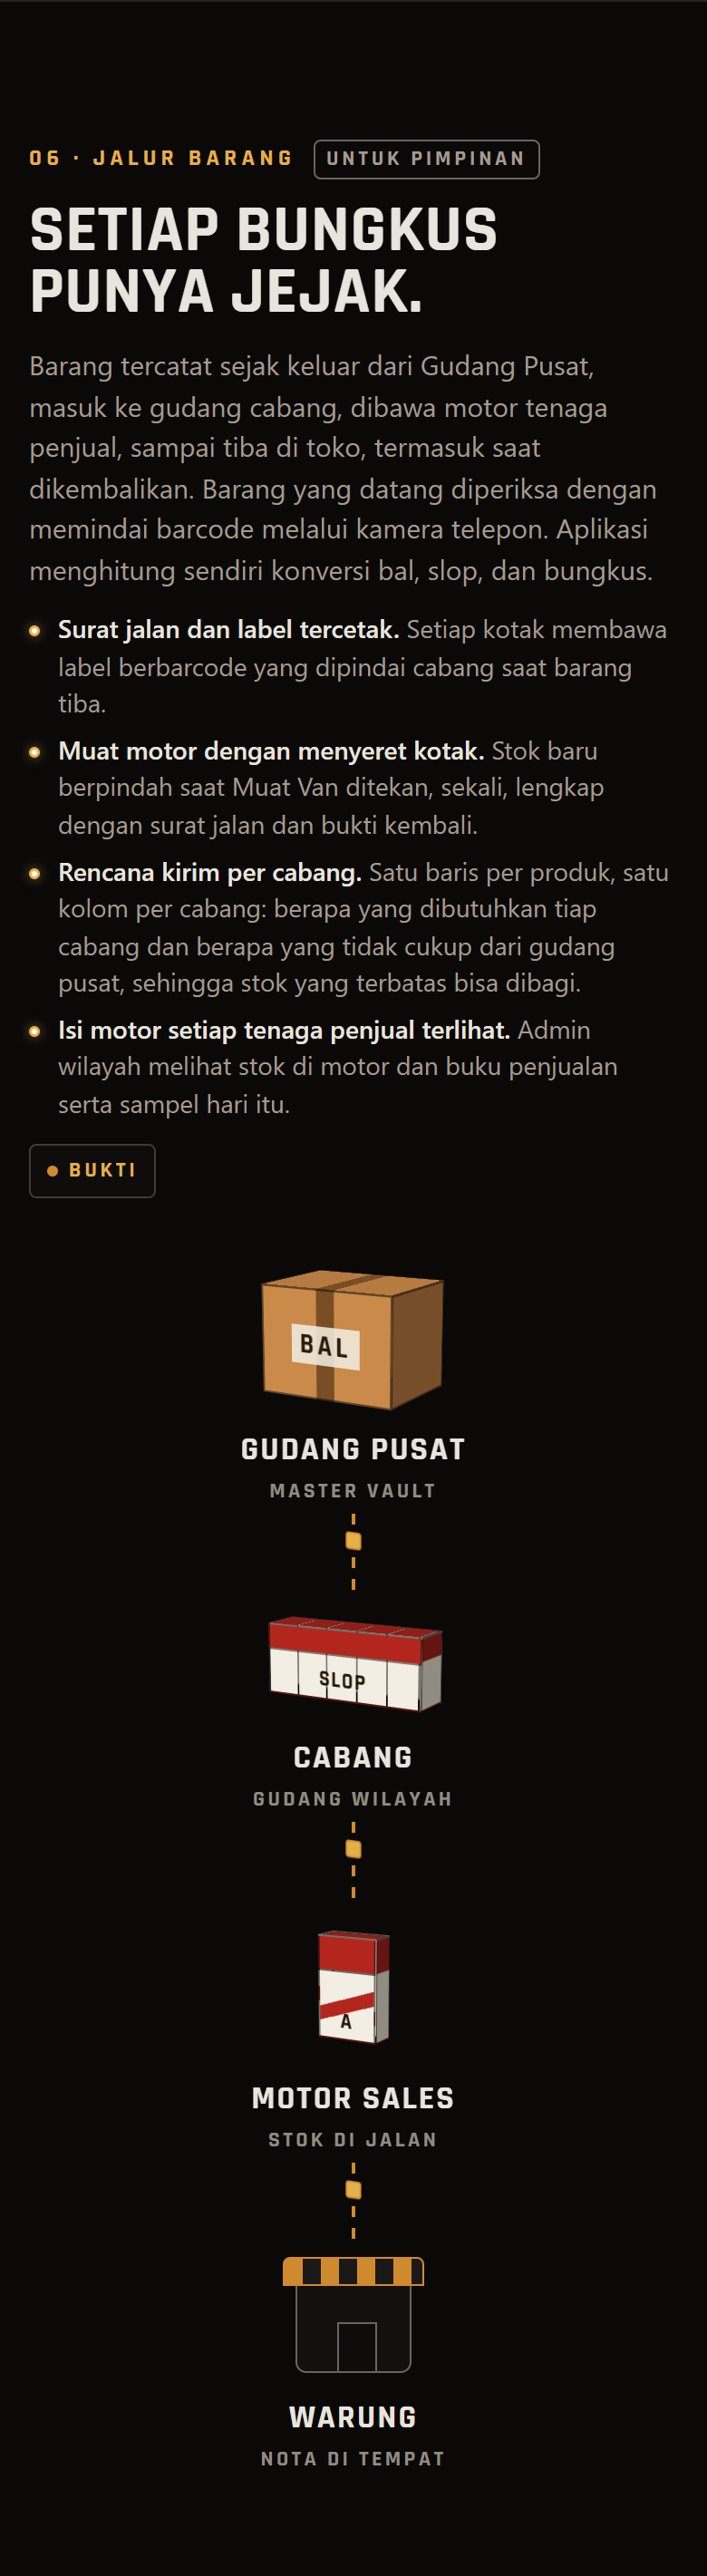 06 · JALUR BARANG
UNTUK PIMPINAN
SETIAP BUNGKUS
PUNYA JEJAK.
Barang tercatat sejak keluar dari Gudang Pusat,
masuk ke gudang cabang, dibawa motor tenaga
penjual, sampai tiba di toko, termasuk saat
dikembalikan. Barang yang datang diperiksa dengan
memindai barcode melalui kamera telepon. Aplikasi
menghitung sendiri konversi bal, slop, dan bungkus.
Surat jalan dan label tercetak. Setiap kotak membawa
label berbarcode yang dipindai cabang saat barang
tiba.
Muat motor dengan menyeret kotak. Stok baru
berpindah saat Muat Van ditekan, sekali, lengkap
dengan surat jalan dan bukti kembali.
Rencana kirim per cabang. Satu baris per produk, satu
kolom per cabang: berapa yang dibutuhkan tiap
cabang dan berapa yang tidak cukup dari gudang
pusat, sehingga stok yang terbatas bisa dibagi.
Isi motor setiap tenaga penjual terlihat. Admin
wilayah melihat stok di motor dan buku penjualan
serta sampel hari itu.
BUKTI
BAL
GUDANG PUSAT
MASTER VAULT
SLOP
CABANG
GUDANG WILAYAH
A
MOTOR SALES
STOK DI JALAN
WARUNG
NOTA DI TEMPAT